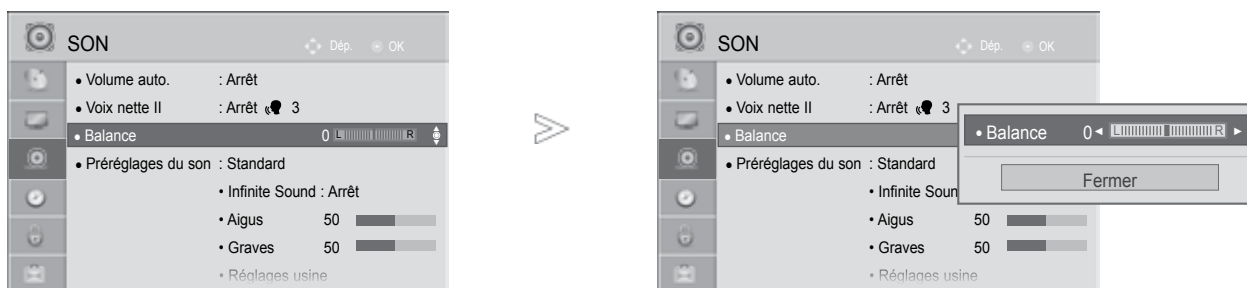 SON Dép. OK
• Volume auto. : Arrêt
• Voix nette II : Arrêt 3
• Balance 0 L R
• Préréglages du son : Standard
• Infinite Sound : Arrêt
• Aigus 50
• Graves 50
• Réglages usine
SON Dép. OK
• Volume auto. : Arrêt
• Voix nette II : Arrêt 3
• Balance
• Préréglages du son : Standard
• Infinite Soun
• Aigus 50
• Graves 50
• Réglages usine
• Balance 0 L R
Fermer